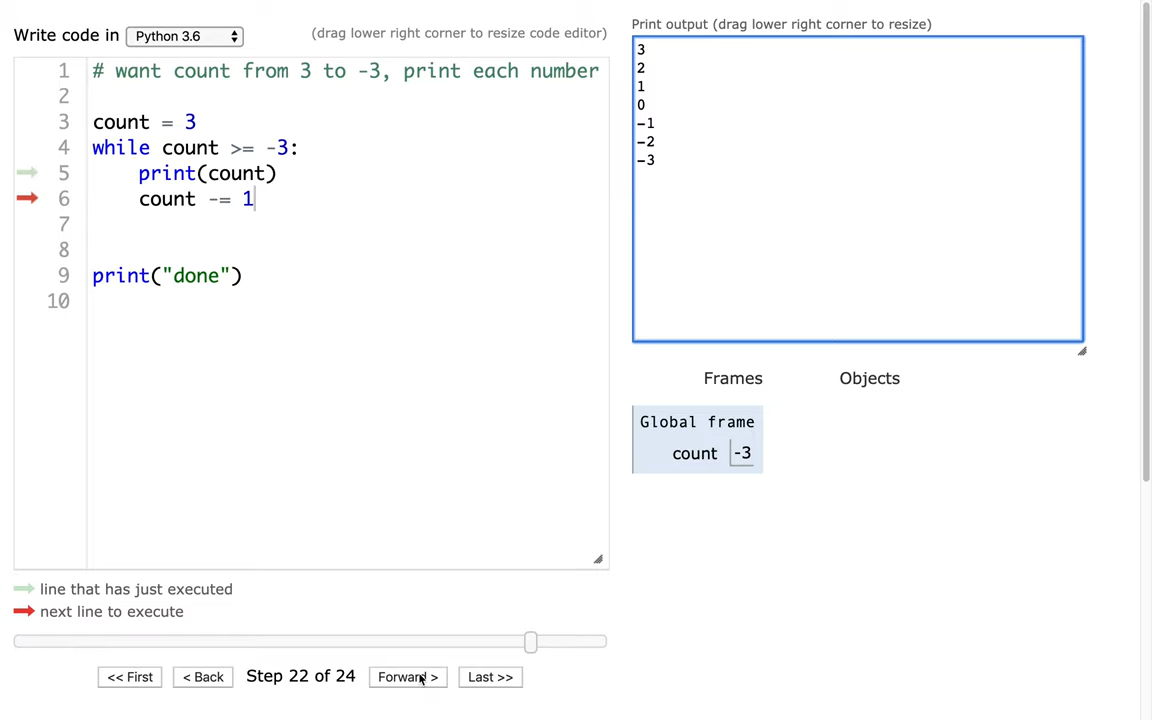 Write code in Python 3.6 (drag lower right corner to resize code editor)
1 # want count from 3 to -3, print each number
2
3 count = 3
4 while count >= -3:
5     print(count)
6     count -= 1
7
8
9 print("done")
10
line that has just executed
next line to execute
<< First < Back Step 22 of 24 Forward > Last >>
Print output (drag lower right corner to resize)
3
2
1
0
-1
-2
-3
Frames Objects
Global frame
count -3